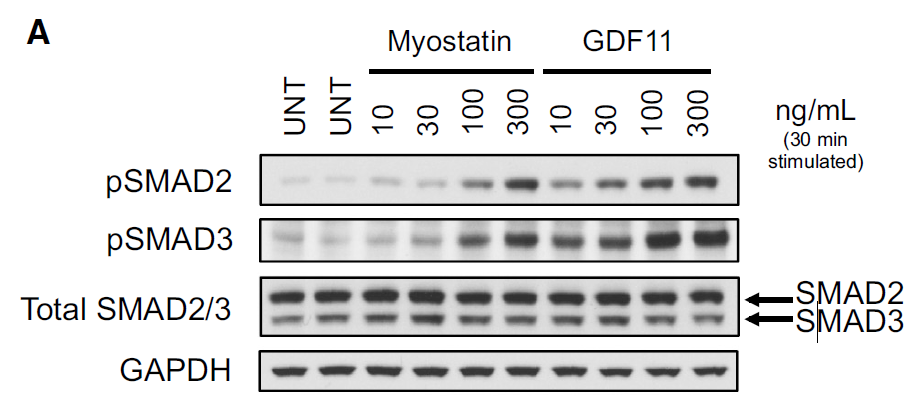 A
Myostatin GDF11
UNT UNT 10 30 100 300 10 30 100 300
ng/mL
(30 min
stimulated)
pSMAD2
pSMAD3
Total SMAD2/3
SMAD2
SMAD3
GAPDH